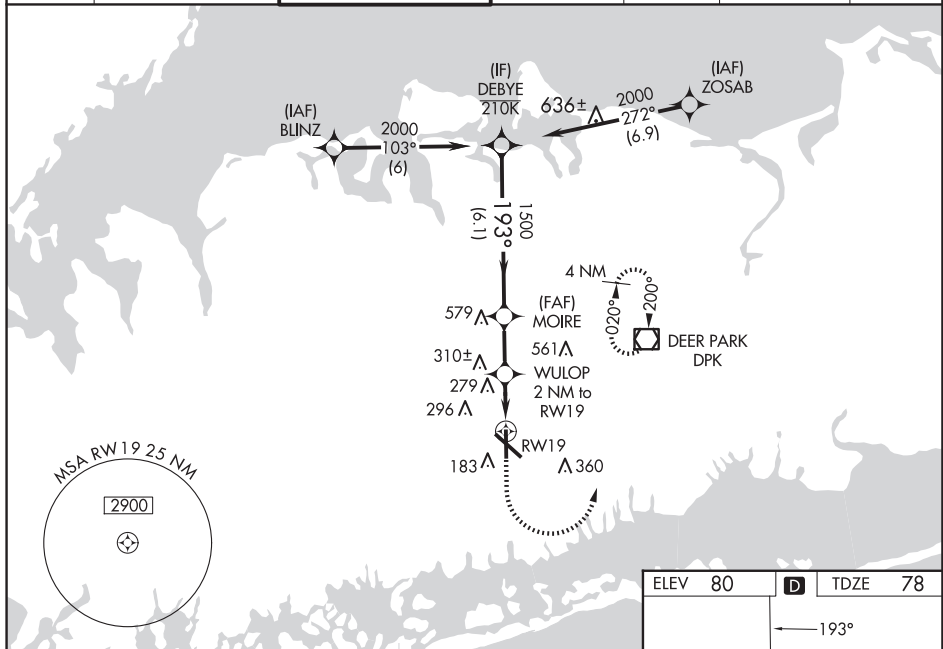 (IF)
DEBYE
210K
(IAF)
ZOSAB
636±
2000
272°
(6.9)
(IAF)
BLINZ
2000
103°
(6)
1500
193°
(6.1)
4 NM
020°
200°
DEER PARK
DPK
579
(FAF)
MOIRE
561
310±
WULOP
2 NM to
RW19
279
296
RW19
183
360
MSA RW19 25 NM
2900
ELEV 80 D TDZE 78
193°